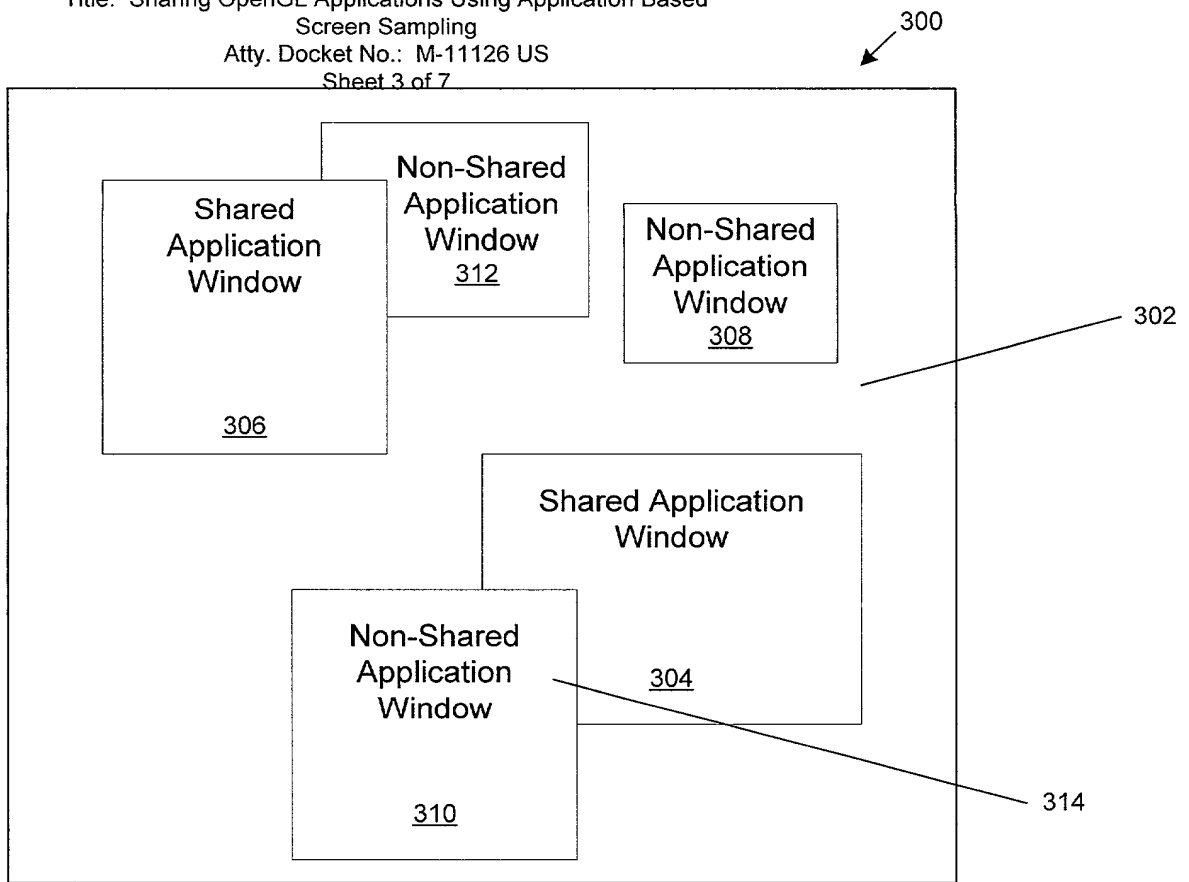 Title: Sharing OpenGL Applications Using Application Based
Screen Sampling
Atty. Docket No.: M-11126 US
Sheet 3 of 7
300
Non-Shared
Application
Window
312
Shared
Application
Window
306
Non-Shared
Application
Window
308
302
Shared Application
Window
304
Non-Shared
Application
Window
310
314